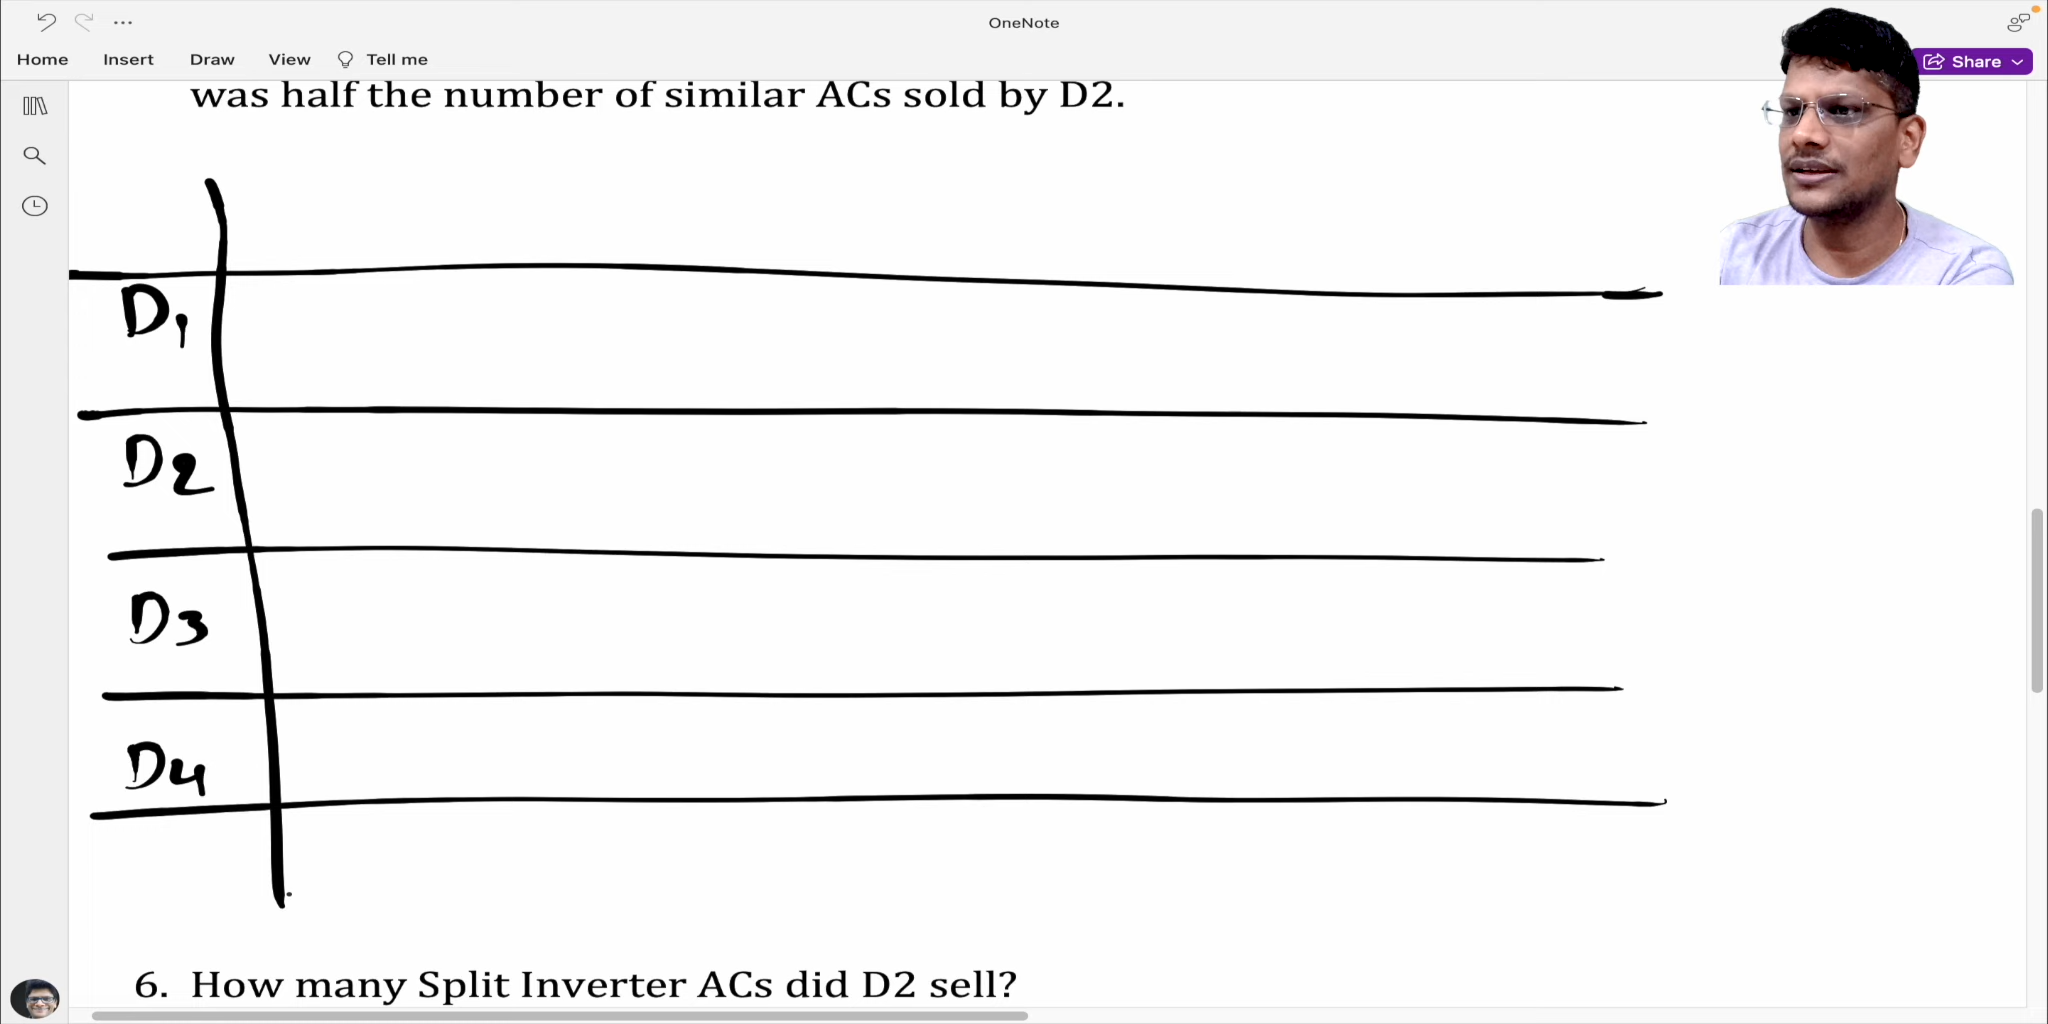 OneNote
Home Insert Draw View Tell me Share
was half the number of similar ACs sold by D2.
D1
D2
D3
D4
6. How many Split Inverter ACs did D2 sell?